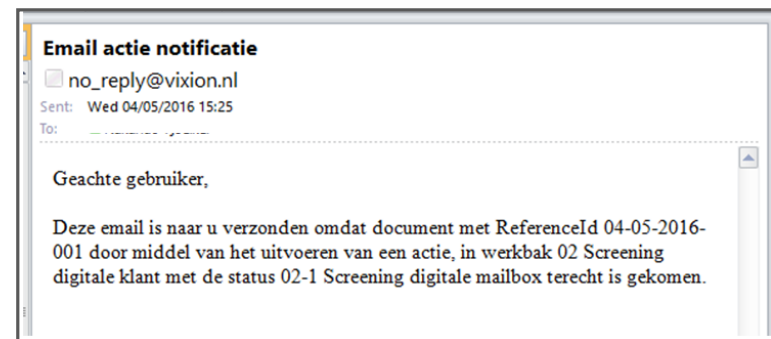 Email actie notificatie
no_reply@vixion.nl
Sent: Wed 04/05/2016 15:25
To:
Geachte gebruiker,
Deze email is naar u verzonden omdat document met ReferenceId 04-05-2016-
001 door middel van het uitvoeren van een actie, in werkbak 02 Screening
digitale klant met de status 02-1 Screening digitale mailbox terecht is gekomen.